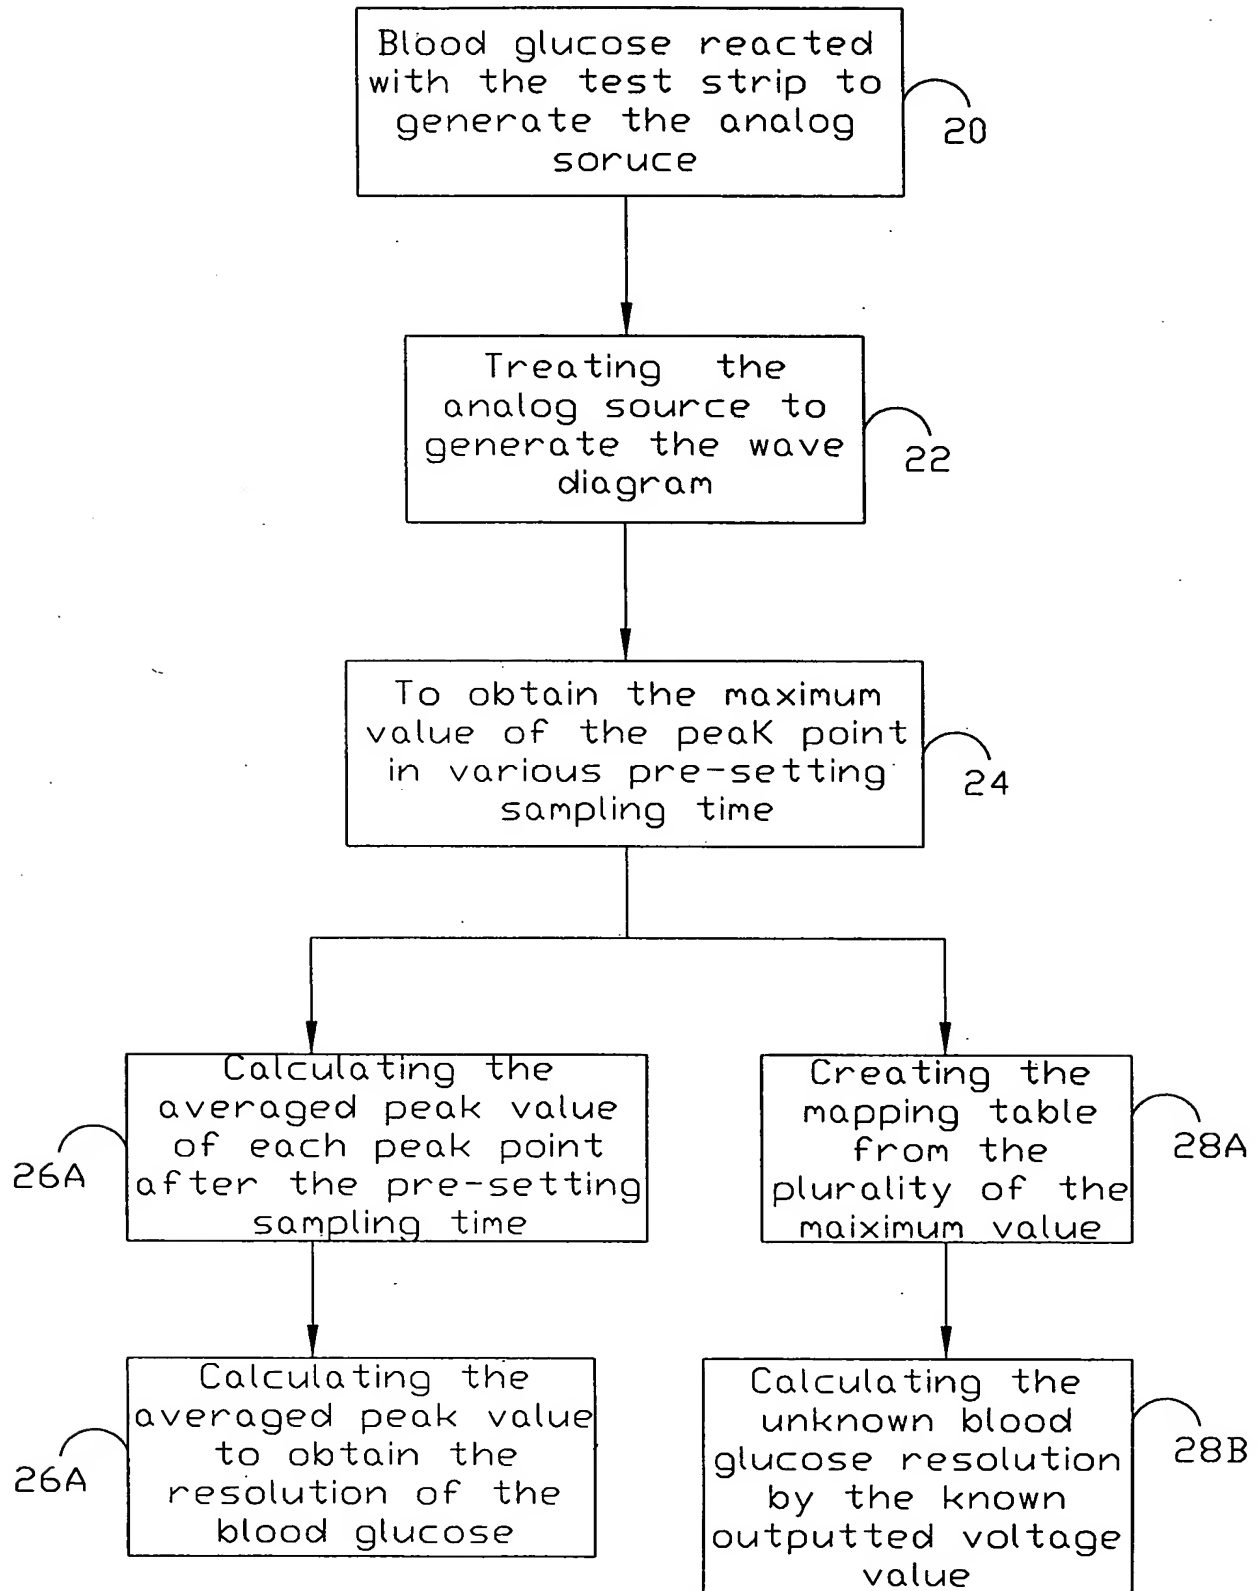 Blood glucose reacted
with the test strip to
generate the analog
soruce
20
Treating the
analog source to
generate the wave
diagram
22
To obtain the maximum
value of the peaK point
in various pre-setting
sampling time
24
Calculating the
averaged peak value
of each peak point
after the pre-setting
sampling time
26A
Creating the
mapping table
from the
plurality of the
maiximum value
28A
Calculating the
averaged peak value
to obtain the
resolution of the
blood glucose
26A
Calculating the
unknown blood
glucose resolution
by the known
outputted voltage
value
28B